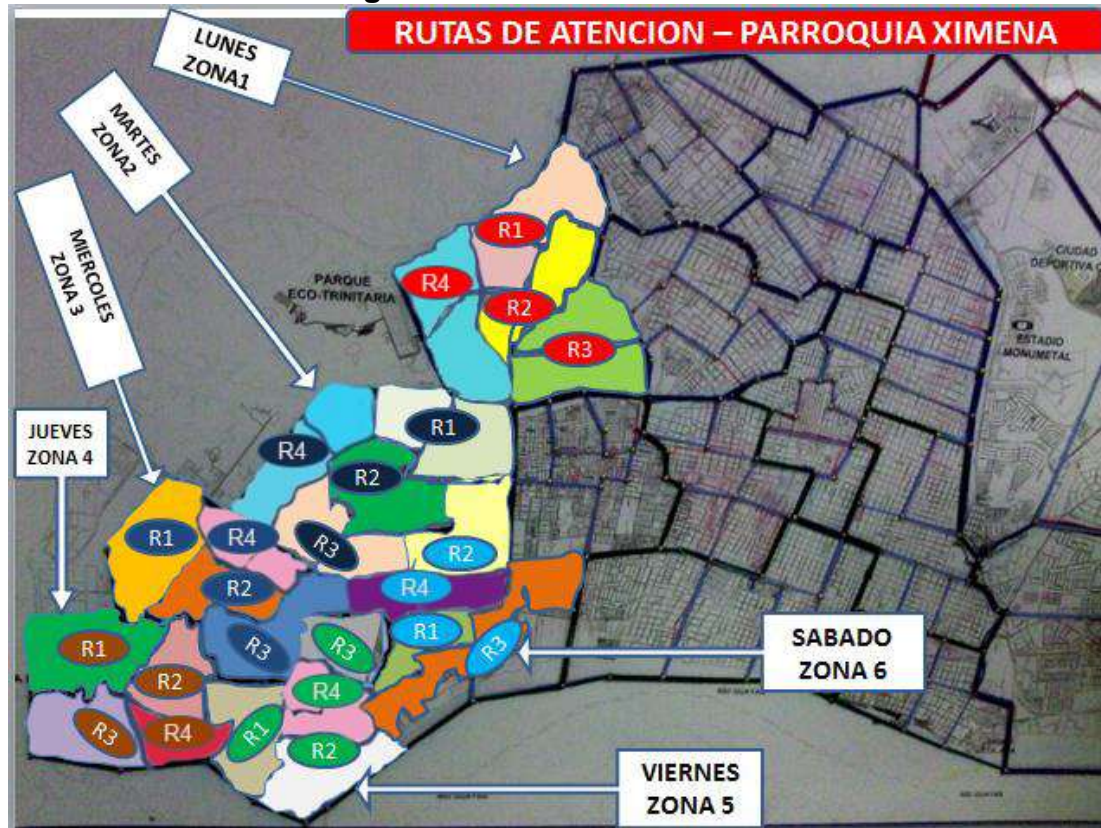 RUTAS DE ATENCION – PARROQUIA XIMENA
LUNES
ZONA1
MARTES
ZONA2
MIERCOLES
ZONA 3
JUEVES
ZONA 4
PARQUE
ECO-TRINITARIA
CIUDAD
DEPORTIVA
ESTADIO
MONUMETAL
R1
R4
R2
R3
R1
R4
R2
R3
R2
R1
R4
R2
R4
R3
R3
R1
R3
R1
R2
R4
R3
R4
R1
R2
SABADO
ZONA 6
VIERNES
ZONA 5